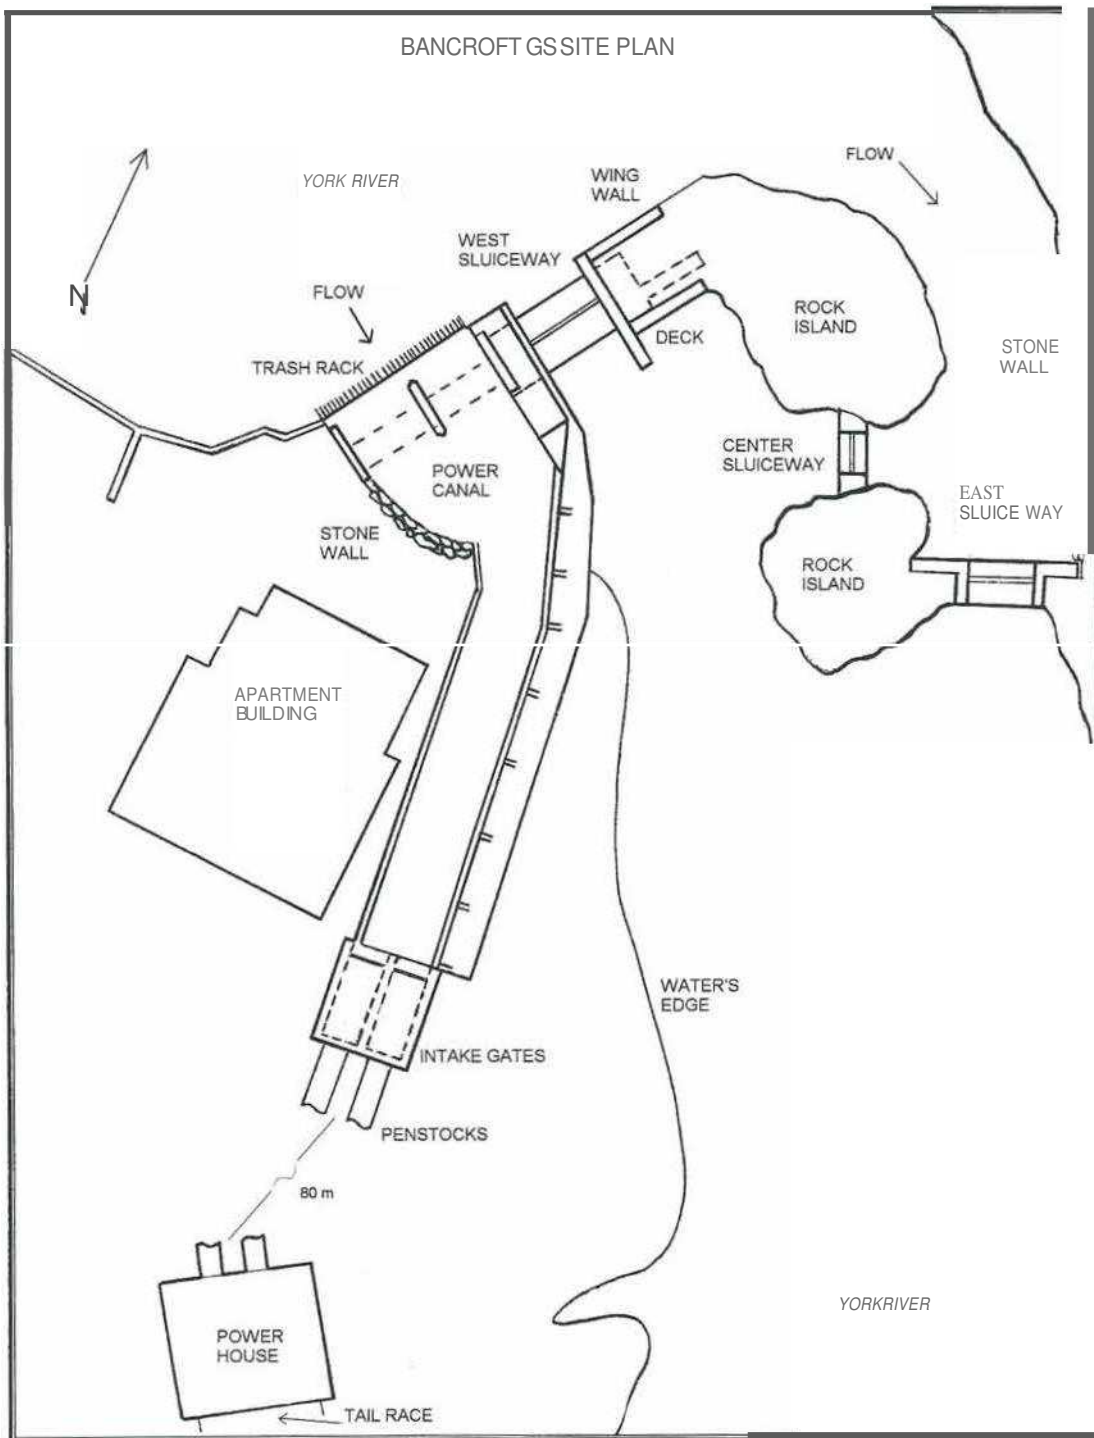 BANCROFT GS SITE PLAN
YORK RIVER
FLOW
WING
WALL
WEST
SLUICEWAY
N
FLOW
ROCK
ISLAND
DECK
STONE
WALL
TRASH RACK
CENTER
SLUICEWAY
POWER
CANAL
EAST
SLUICE WAY
STONE
WALL
ROCK
ISLAND
APARTMENT
BUILDING
WATER'S
EDGE
INTAKE GATES
PENSTOCKS
80 m
YORKRIVER
POWER
HOUSE
TAIL RACE